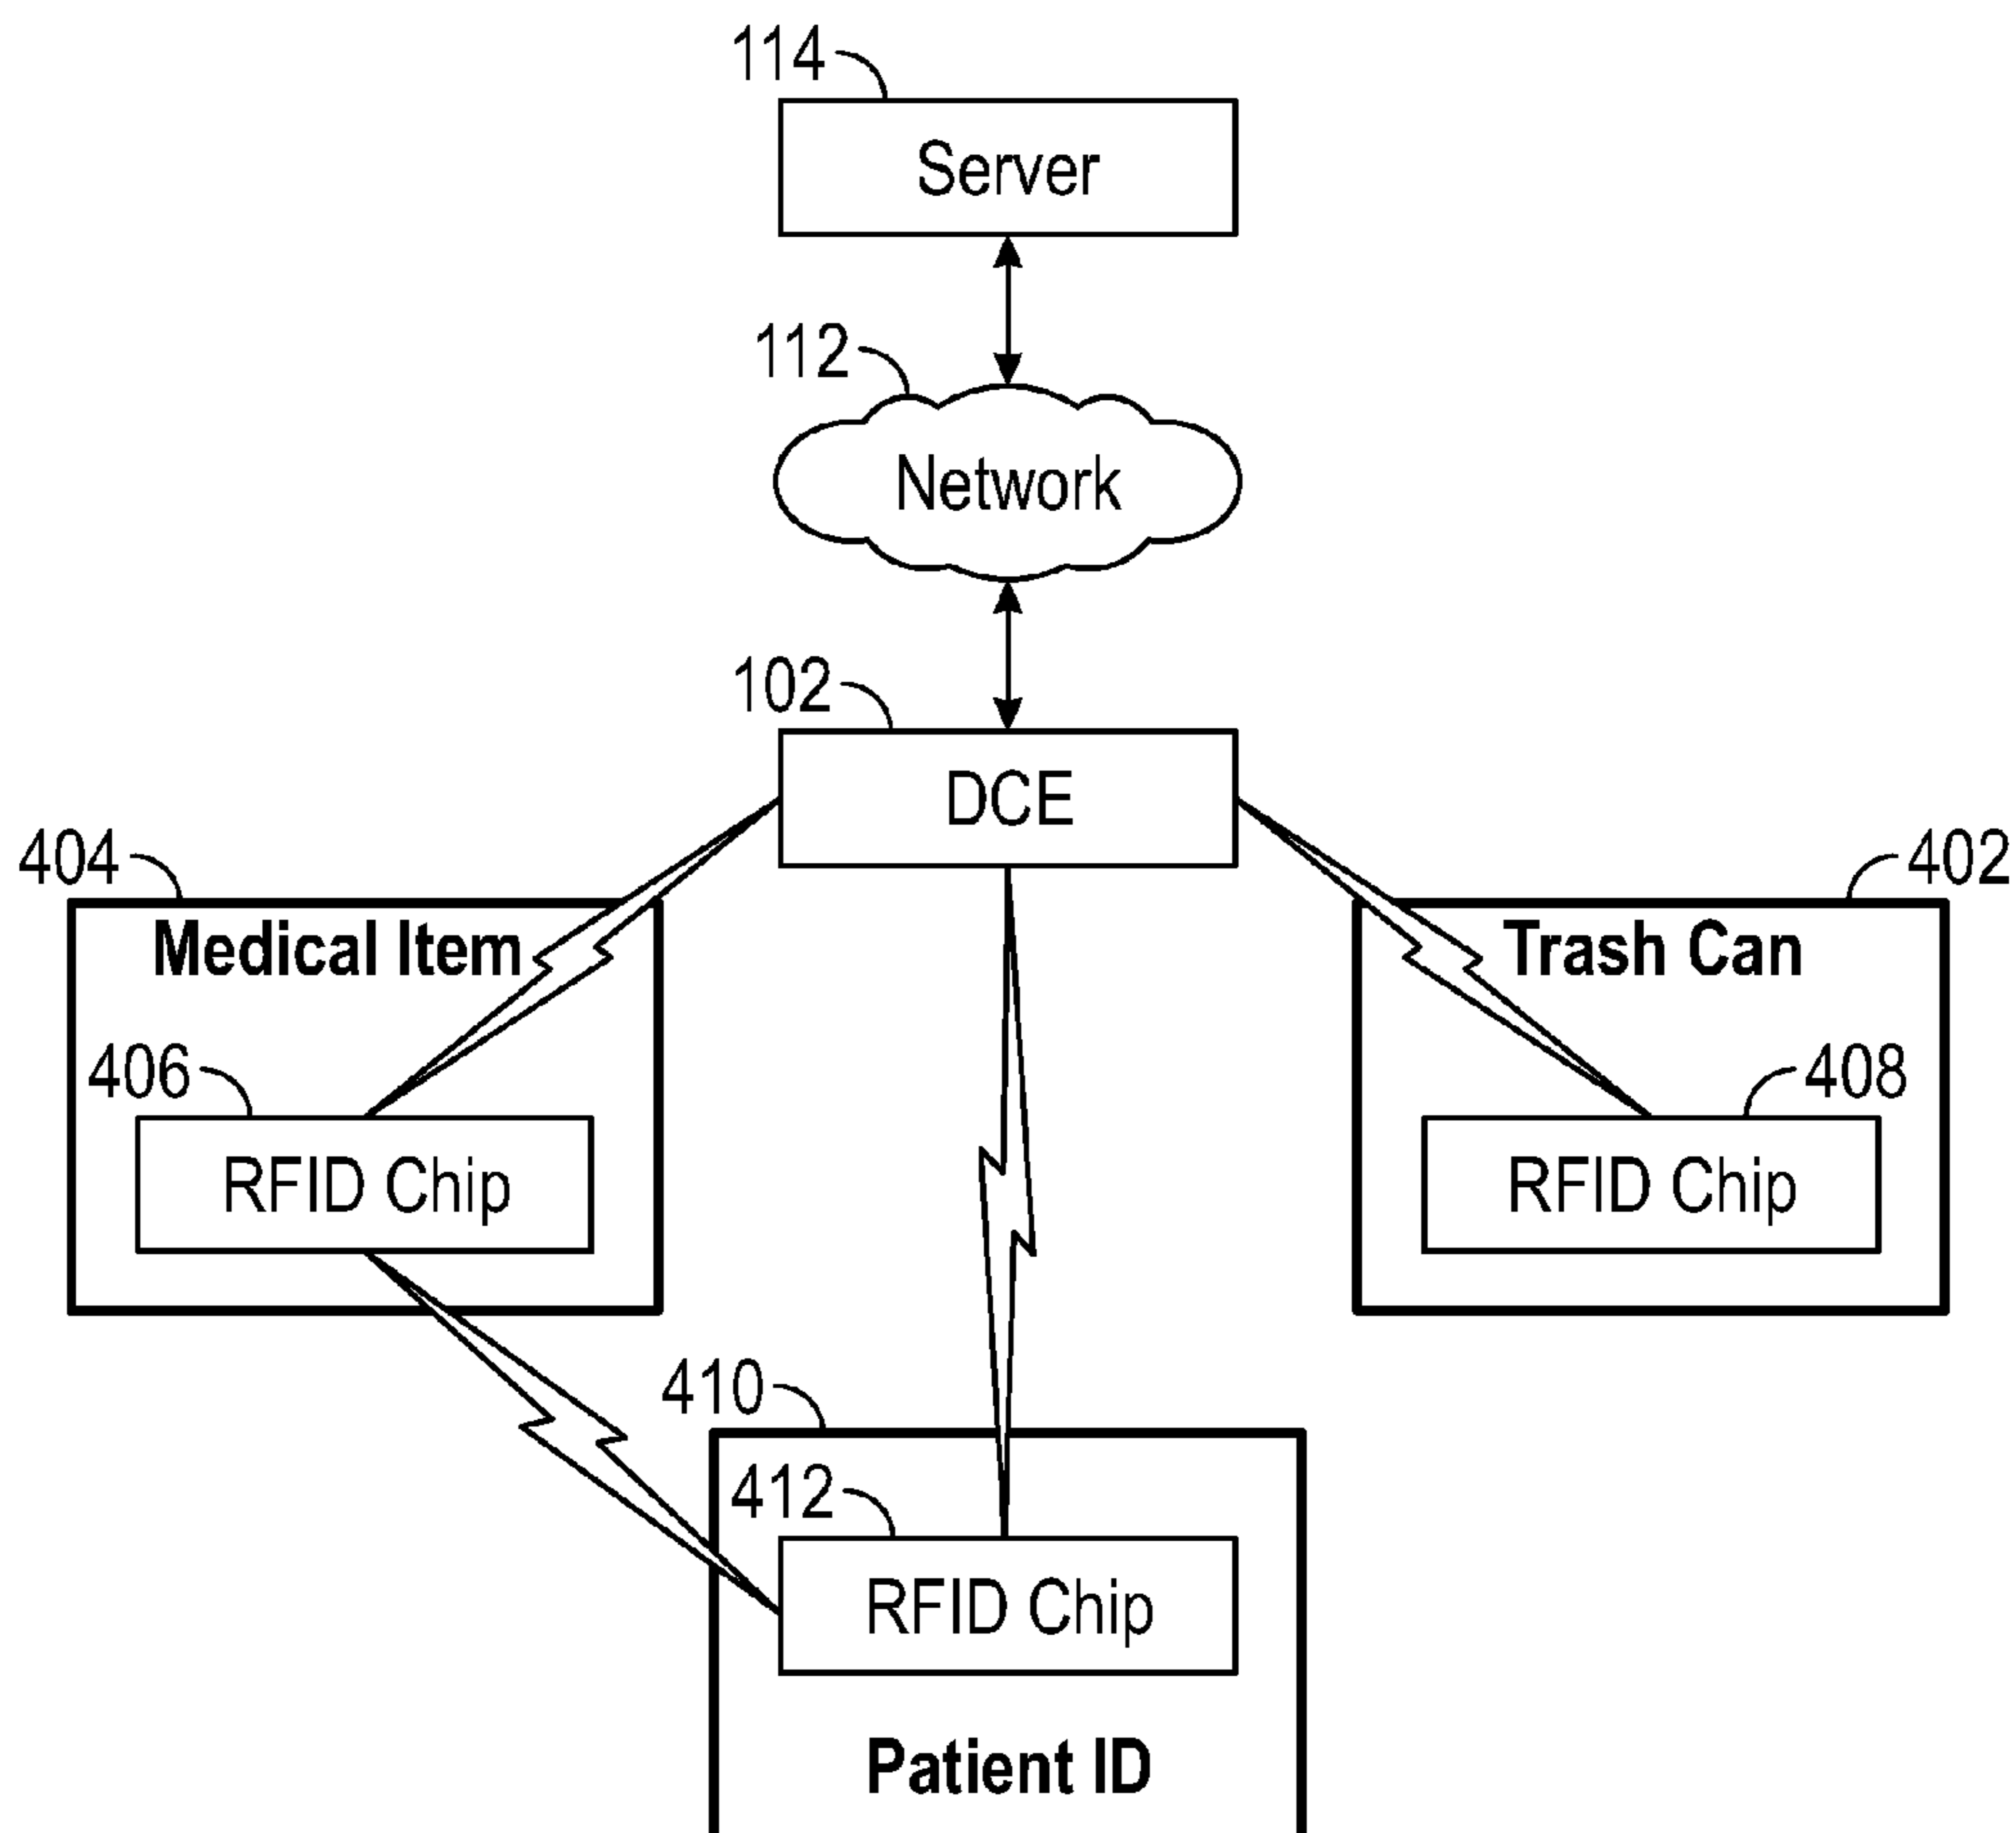 114
Server
112
Network
102
DCE
404
402
Medical Item
Trash Can
406
408
RFID Chip
RFID Chip
410
412
RFID Chip
Patient ID